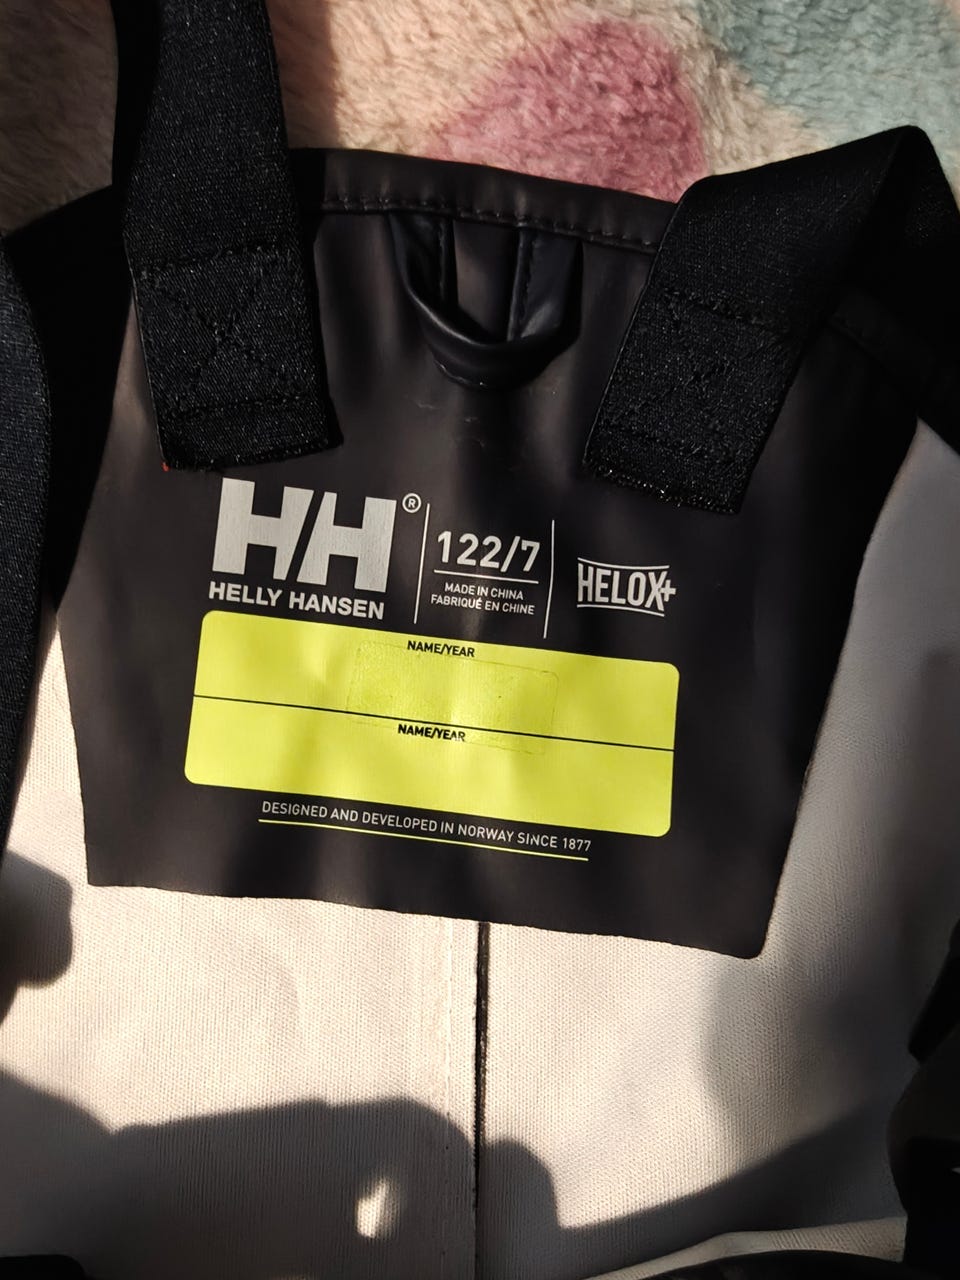 HH®
HELLY HANSEN
122/7
MADE IN CHINA
FABRIQUÉ EN CHINE
HELOX+
NAME/YEAR
NAME/YEAR
DESIGNED AND DEVELOPED IN NORWAY SINCE 1877